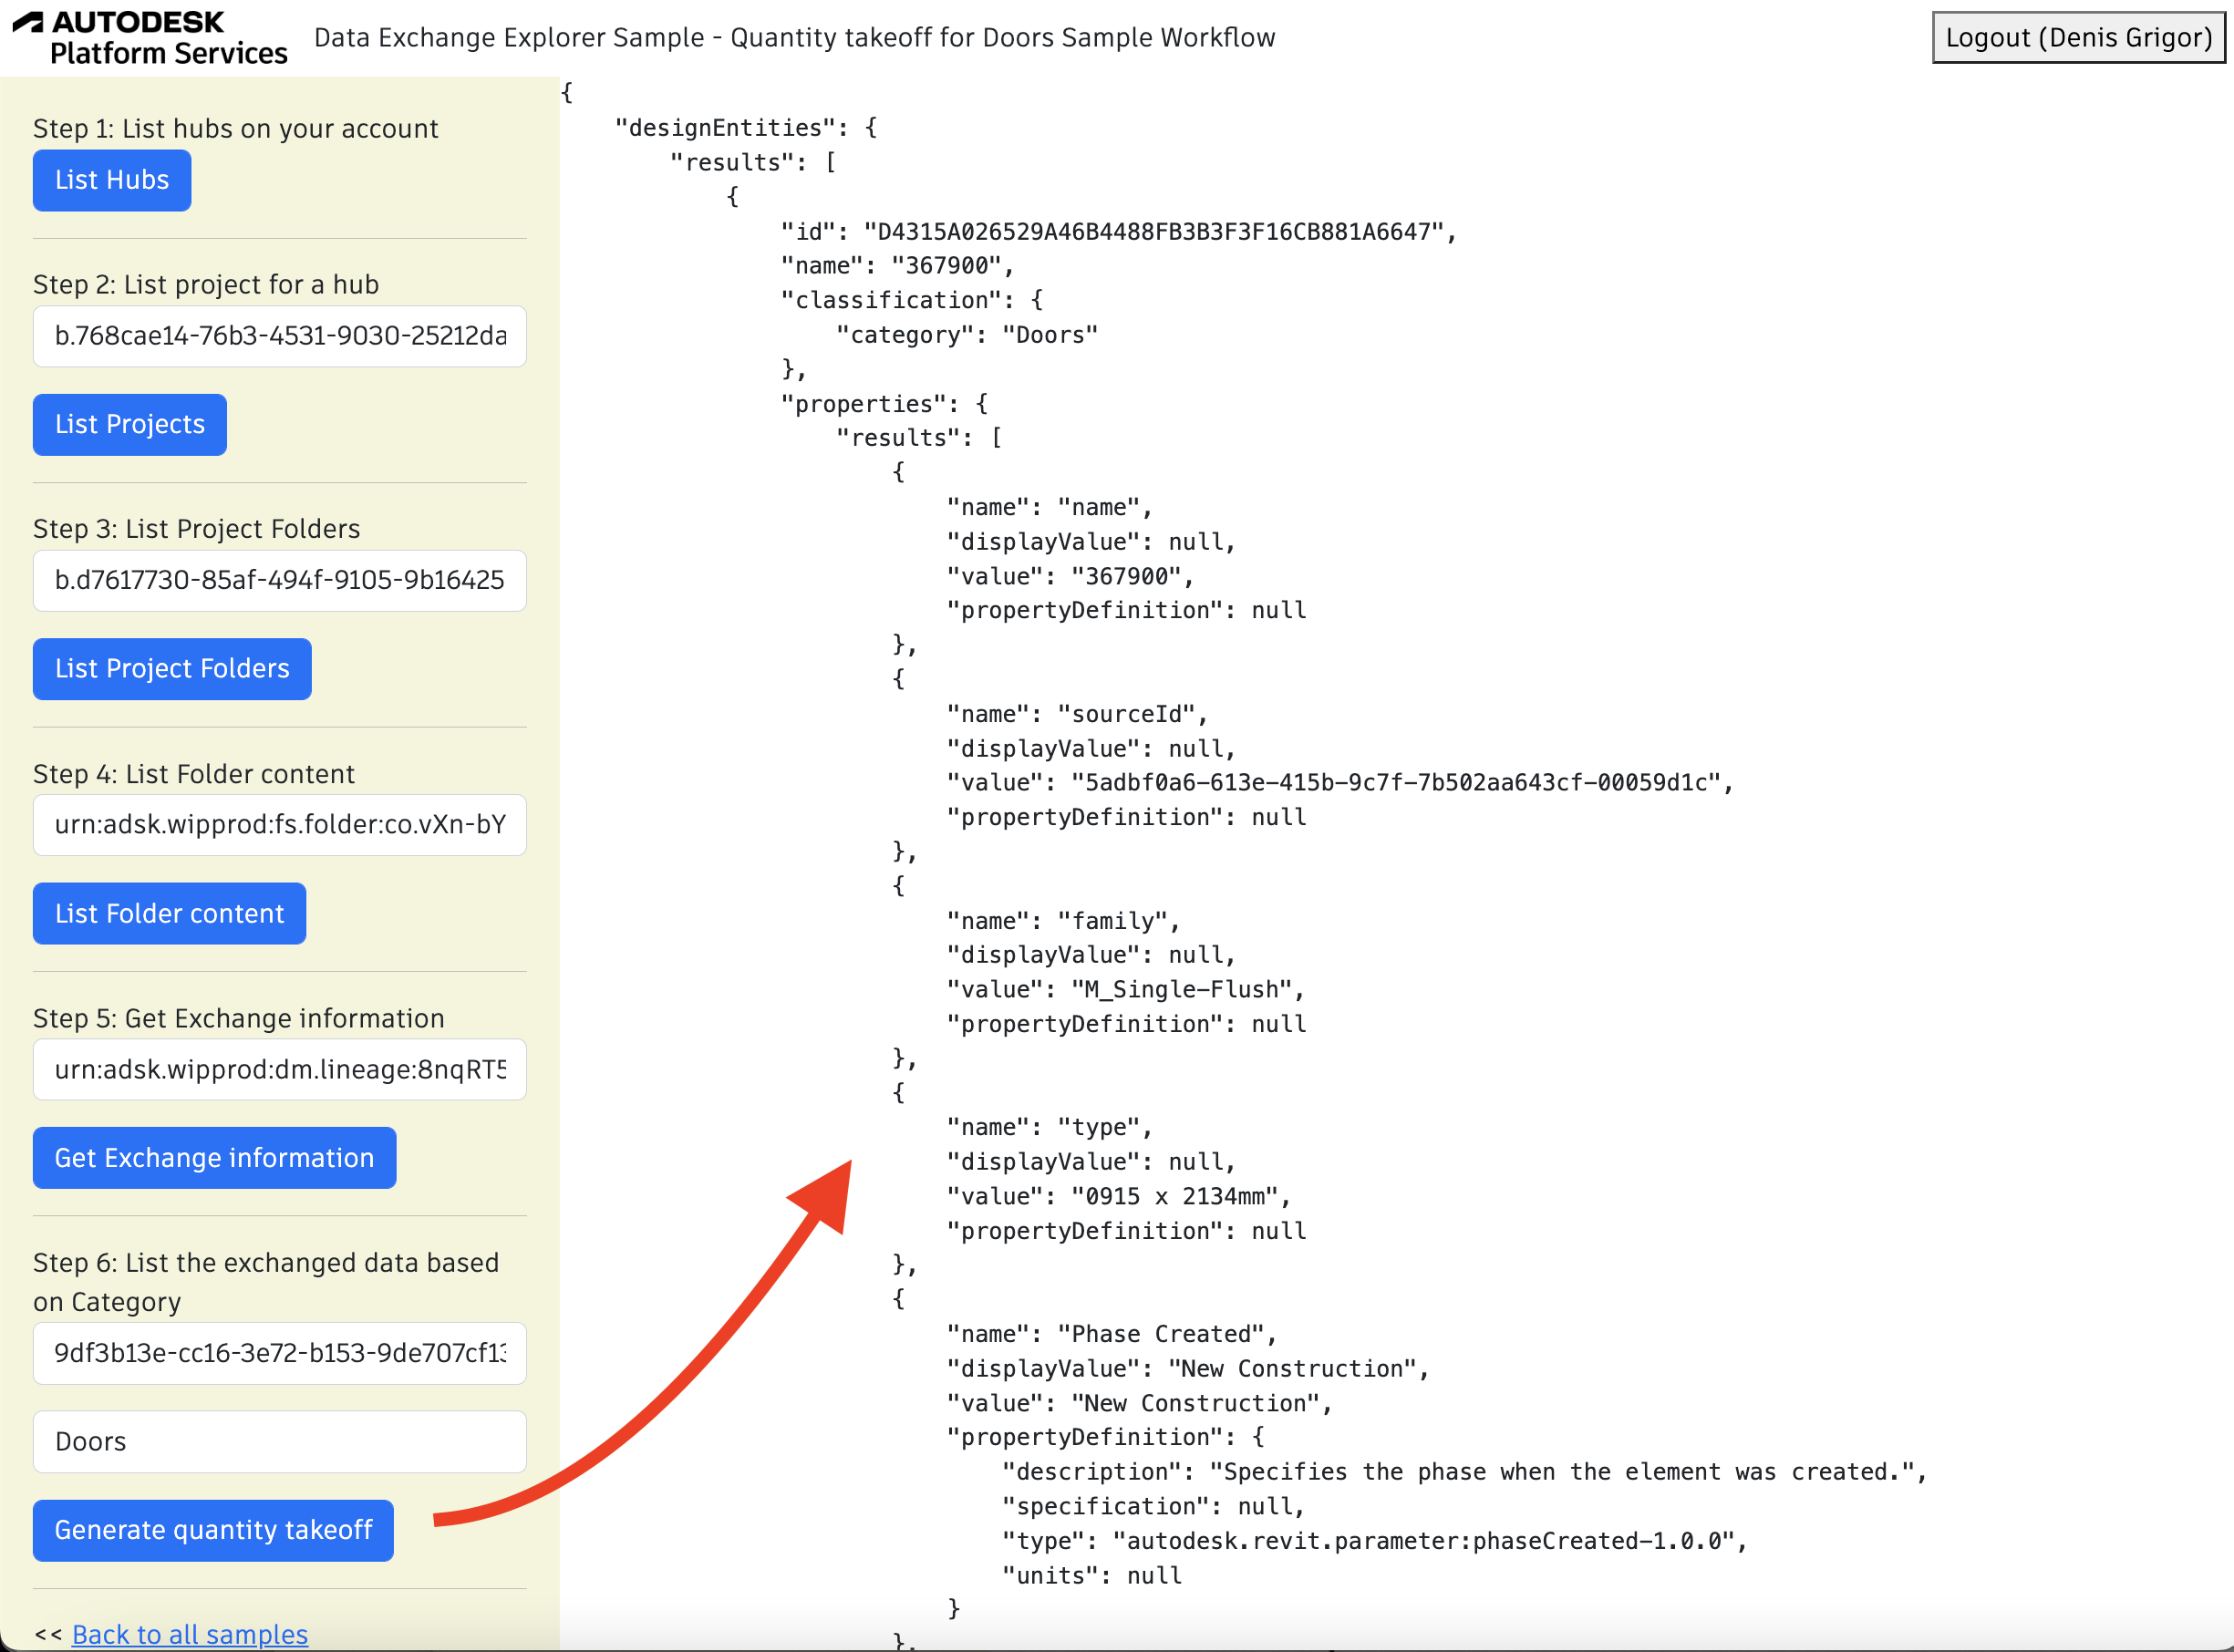 AUTODESK
Platform Services
Data Exchange Explorer Sample - Quantity takeoff for Doors Sample Workflow
Logout (Denis Grigor)
Step 1: List hubs on your account
List Hubs
Step 2: List project for a hub
b.768cae14-76b3-4531-9030-25212da
List Projects
Step 3: List Project Folders
b.d7617730-85af-494f-9105-9b16425
List Project Folders
Step 4: List Folder content
urn:adsk.wipprod:fs.folder:co.vXn-bY
List Folder content
Step 5: Get Exchange information
urn:adsk.wipprod:dm.lineage:8nqRT5
Get Exchange information
Step 6: List the exchanged data based
on Category
9df3b13e-cc16-3e72-b153-9de707cf13
Doors
Generate quantity takeoff
<< Back to all samples
{
"designEntities": {
"results": [
{
"id": "D4315A026529A46B4488FB3B3F3F16CB881A6647",
"name": "367900",
"classification": {
"category": "Doors"
},
"properties": {
"results": [
{
"name": "name",
"displayValue": null,
"value": "367900",
"propertyDefinition": null
},
{
"name": "sourceId",
"displayValue": null,
"value": "5adbf0a6-613e-415b-9c7f-7b502aa643cf-00059d1c",
"propertyDefinition": null
},
{
"name": "family",
"displayValue": null,
"value": "M_Single-Flush",
"propertyDefinition": null
},
{
"name": "type",
"displayValue": null,
"value": "0915 x 2134mm",
"propertyDefinition": null
},
{
"name": "Phase Created",
"displayValue": "New Construction",
"value": "New Construction",
"propertyDefinition": {
"description": "Specifies the phase when the element was created.",
"specification": null,
"type": "autodesk.revit.parameter:phaseCreated-1.0.0",
"units": null
}
},